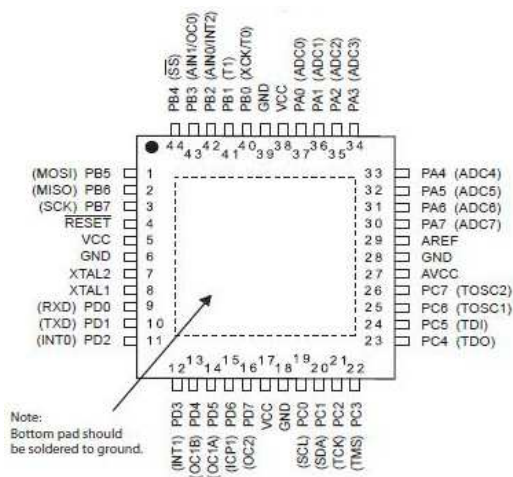 PB4 (SS)
PB3 (AIN1/OC0)
PB2 (AIN0/INT2)
PB1 (T1)
PB0 (XCK/T0)
GND
VCC
PA0 (ADC0)
PA1 (ADC1)
PA2 (ADC2)
PA3 (ADC3)
44 43 42 41 40 39 38 37 36 35 34
(MOSI) PB5 1
(MISO) PB6 2
(SCK) PB7 3
RESET 4
VCC 5
GND 6
XTAL2 7
XTAL1 8
(RXD) PD0 9
(TXD) PD1 10
(INT0) PD2 11
33 PA4 (ADC4)
32 PA5 (ADC5)
31 PA6 (ADC6)
30 PA7 (ADC7)
29 AREF
28 GND
27 AVCC
26 PC7 (TOSC2)
25 PC6 (TOSC1)
24 PC5 (TDI)
23 PC4 (TDO)
12 13 14 15 16 17 18 19 20 21 22
(INT1) PD3
(OC1B) PD4
(OC1A) PD5
(ICP1) PD6
(OC2) PD7
VCC
GND
(SCL) PC0
(SDA) PC1
(TCK) PC2
(TMS) PC3
Note:
Bottom pad should
be soldered to ground.